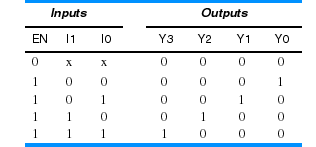 Inputs Outputs
EN I1 I0 Y3 Y2 Y1 Y0
0 x x 0 0 0 0
1 0 0 0 0 0 1
1 0 1 0 0 1 0
1 1 0 0 1 0 0
1 1 1 1 0 0 0